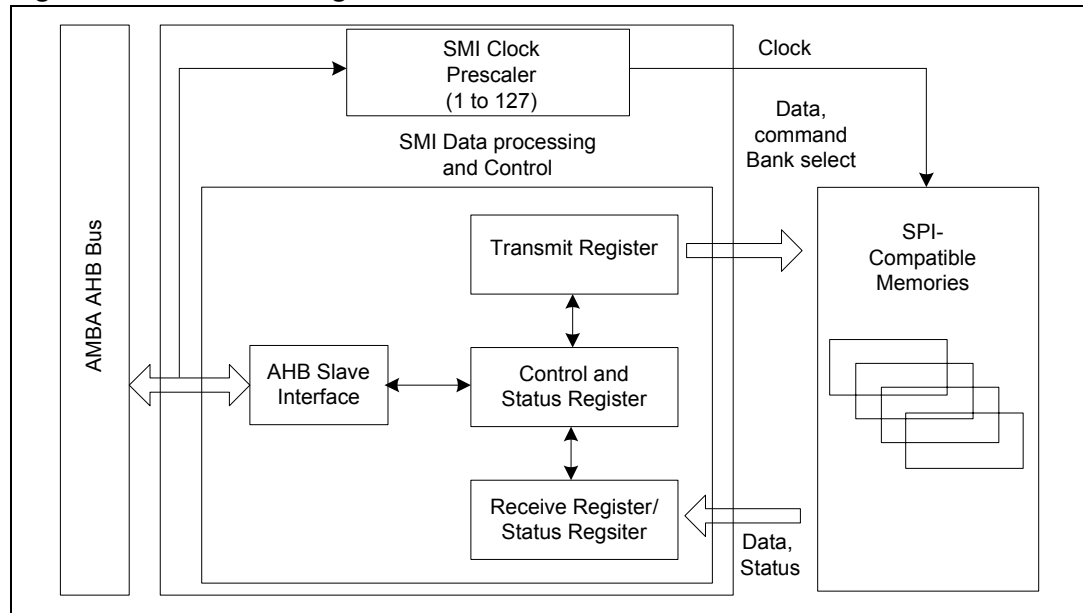 SMI Clock
Prescaler
(1 to 127)
Clock
Data,
command
Bank select
SMI Data processing
and Control
AMBA AHB Bus
Transmit Register
SPI-
Compatible
Memories
AHB Slave
Interface
Control and
Status Register
Receive Register/
Status Regsiter
Data,
Status